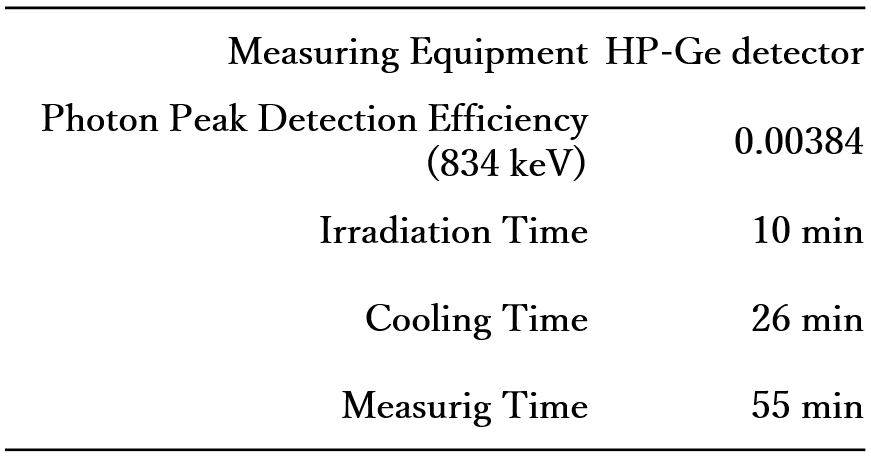 Measuring Equipment HP-Ge detector
Photon Peak Detection Efficiency
(834 keV) 0.00384
Irradiation Time 10 min
Cooling Time 26 min
Measurig Time 55 min